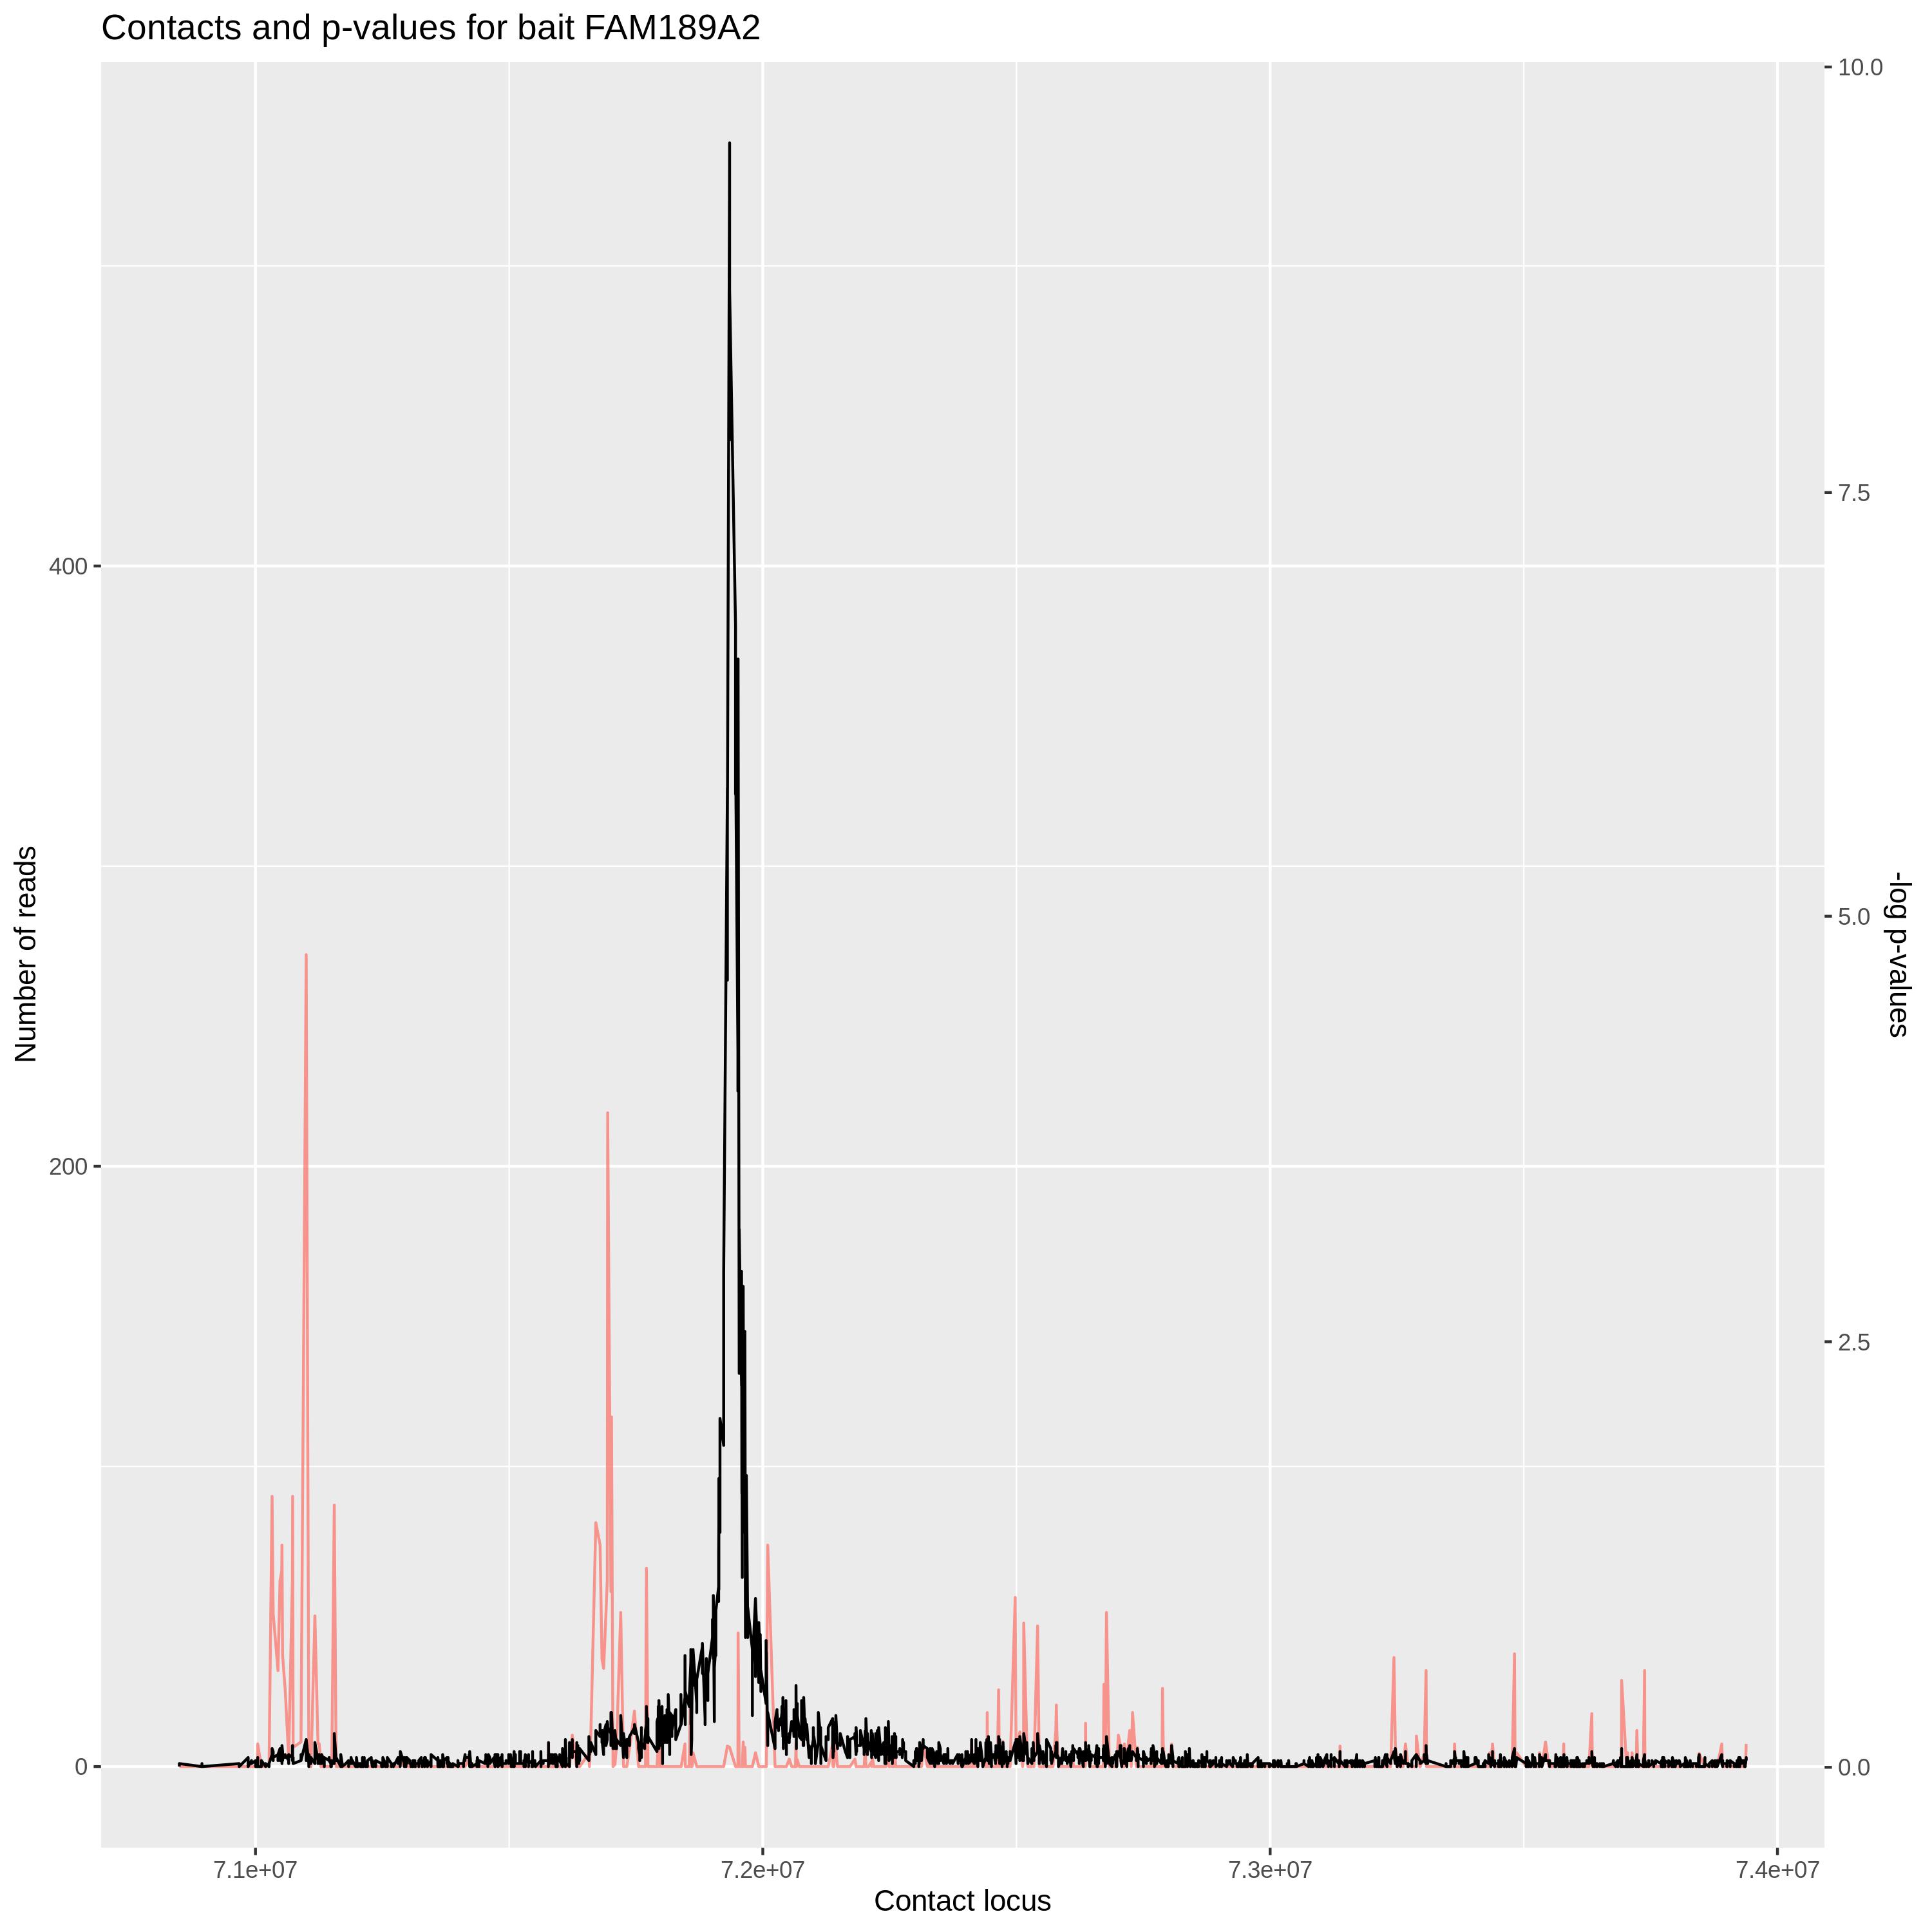 Contacts and p-values for bait FAM189A2
10.0
7.5
400
5.0
Number of reads
-log p-values
200
2.5
0
0.0
7.1e+07 7.2e+07 7.3e+07 7.4e+07
Contact locus